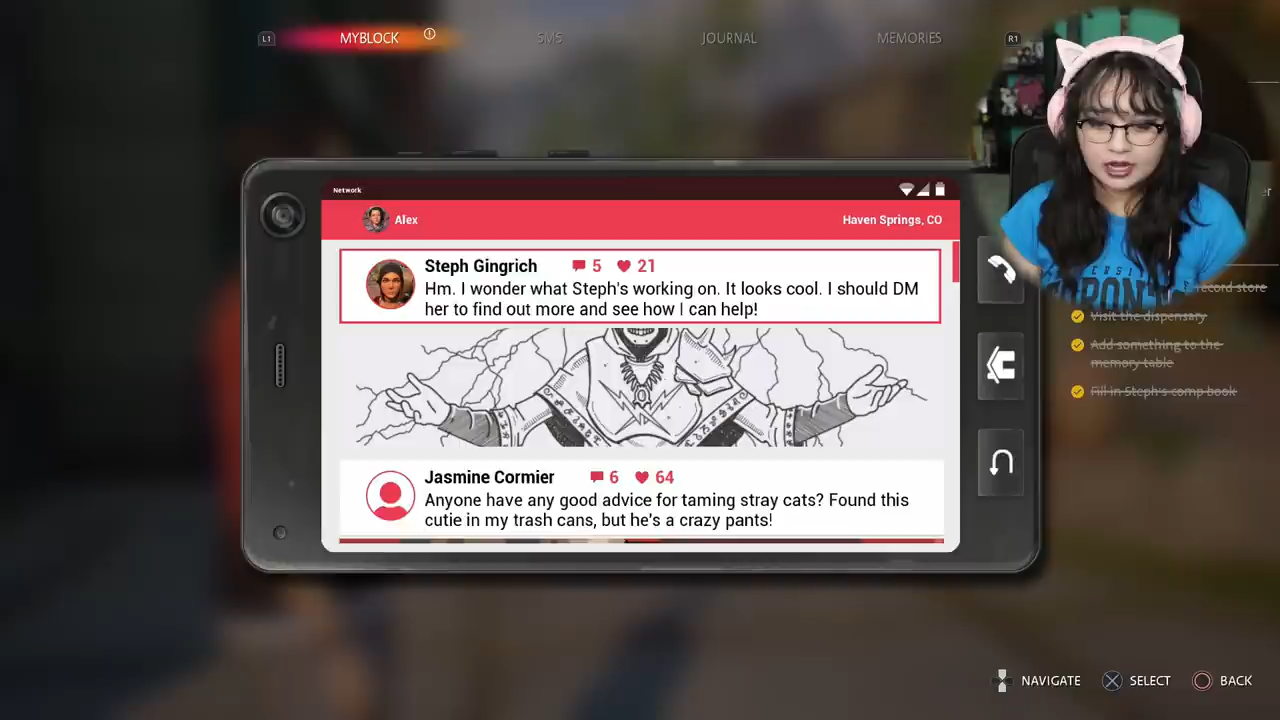 L1
MYBLOCK
SMS
JOURNAL
MEMORIES
R1
Network
Alex
Haven Springs, CO
Steph Gingrich 5 21
Hm. I wonder what Steph's working on. It looks cool. I should DM
her to find out more and see how I can help!
Jasmine Cormier 6 64
Anyone have any good advice for taming stray cats? Found this
cutie in my trash cans, but he's a crazy pants!
record store
Visit the dispensary
Add something to the
memory table
Fill in Steph's comp book
NAVIGATE
SELECT
BACK